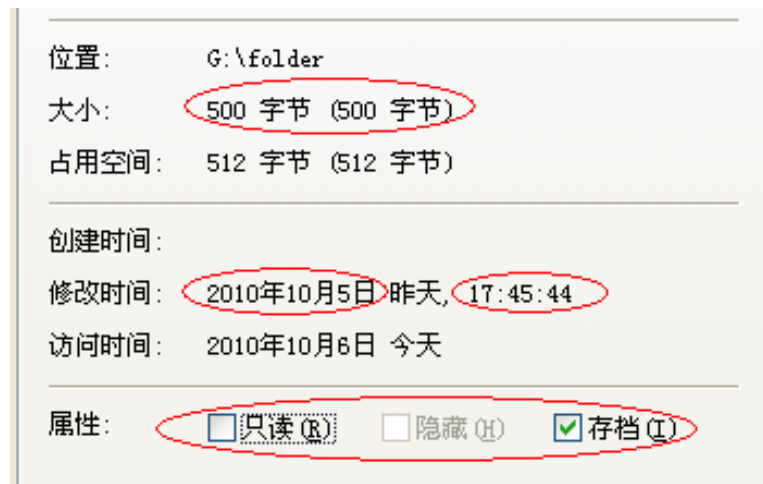 位置: G:\folder
大小: 500 字节 (500 字节)
占用空间: 512 字节 (512 字节)
创建时间:
修改时间: 2010年10月5日 昨天, 17:45:44
访问时间: 2010年10月6日 今天
属性: 只读(R) 隐藏(H) 存档(I)